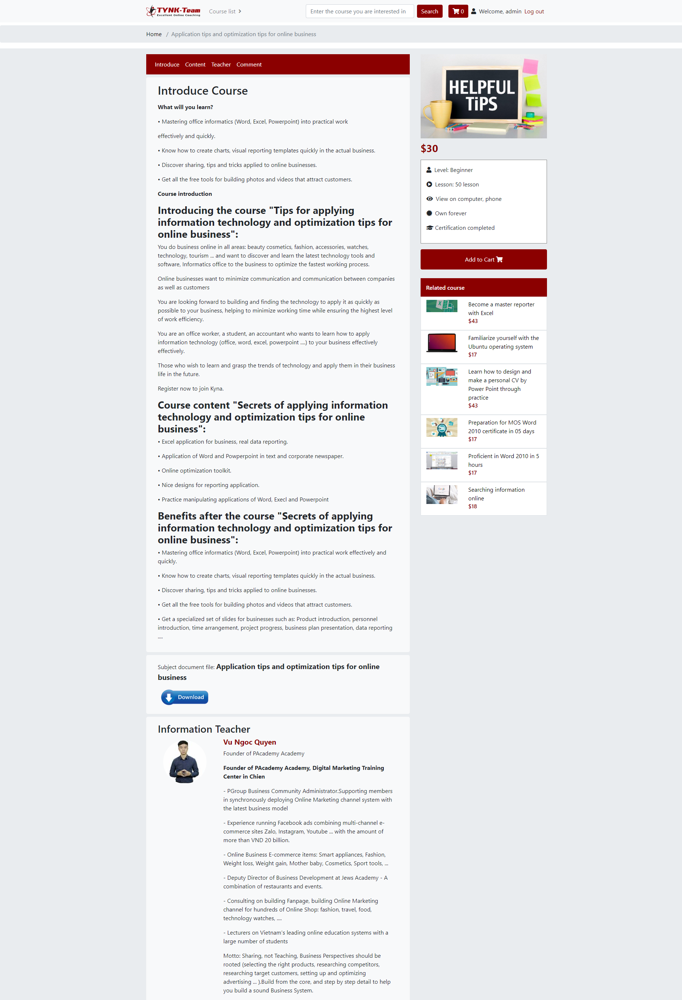 TYNK-Team
Excellent Online Coaching
Course list
Enter the course you are interested in
Search
0
Welcome, admin
Log out
Home / Application tips and optimization tips for online business
Introduce
Content
Teacher
Comment
Introduce Course
What will you learn?
• Mastering office informatics (Word, Excel, Powerpoint) into practical work
effectively and quickly.
• Know how to create charts, visual reporting templates quickly in the actual business.
• Discover sharing, tips and tricks applied to online businesses.
• Get all the free tools for building photos and videos that attract customers.
Course introduction
Introducing the course "Tips for applying
information technology and optimization tips for
online business":
You do business online in all areas: beauty cosmetics, fashion, accessories, watches,
technology, tourism ... and want to discover and learn the latest technology tools and
software, Informatics office to the business to optimize the fastest working process.
Online businesses want to minimize communication and communication between companies
as well as customers
You are looking forward to building and finding the technology to apply it as quickly as
possible to your business, helping to minimize working time while ensuring the highest level
of work efficiency.
You are an office worker, a student, an accountant who wants to learn how to apply
information technology (office, word, excel, powerpoint ....) to your business effectively
effectively.
Those who wish to learn and grasp the trends of technology and apply them in their business
life in the future.
Register now to join Kyna.
Course content "Secrets of applying information
technology and optimization tips for online
business":
• Excel application for business, real data reporting.
• Application of Word and Powperpoint in text and corporate newspaper.
• Online optimization toolkit.
• Nice designs for reporting application.
• Practice manipulating applications of Word, Execl and Powerpoint
Benefits after the course "Secrets of applying
information technology and optimization tips for
online business":
• Mastering office informatics (Word, Excel, Powerpoint) into practical work effectively and
quickly.
• Know how to create charts, visual reporting templates quickly in the actual business.
• Discover sharing, tips and tricks applied to online businesses.
• Get all the free tools for building photos and videos that attract customers.
• Get a specialized set of slides for businesses such as: Product introduction, personnel
introduction, time arrangement, project progress, business plan presentation, data reporting
....
Subject document file: Application tips and optimization tips for online
business
Download
Information Teacher
Vu Ngoc Quyen
Founder of PAcademy Academy
Founder of PAcademy Academy, Digital Marketing Training
Center in Chien
- PGroup Business Community Administrator.Supporting members
in synchronously deploying Online Marketing channel system with
the latest business model
- Experience running Facebook ads combining multi-channel e-
commerce sites Zalo, Instagram, Youtube ... with the amount of
more than VND 20 billion.
- Online Business E-commerce items: Smart appliances, Fashion,
Weight loss, Weight gain, Mother baby, Cosmetics, Sport tools, ...
- Deputy Director of Business Development at Jews Academy - A
combination of restaurants and events.
- Consulting on building Fanpage, building Online Marketing
channel for hundreds of Online Shop: fashion, travel, food,
technology watches, ....
- Lecturers on Vietnam's leading online education systems with a
large number of students
Motto: Sharing, not Teaching, Business Perspectives should be
rooted (selecting the right products, researching competitors,
researching target customers, setting up and optimizing
advertising ... ).Build from the core, and step by step detail to help
you build a sound Business System.
HELPFUL
TiPS
$30
Level: Beginner
Lesson: 50 lesson
View on computer, phone
Own forever
Certification completed
Add to Cart
Related course
Become a master reporter
with Excel
$43
Familiarize yourself with the
Ubuntu operating system
$17
Learn how to design and
make a personal CV by
Power Point through
practice
$43
Preparation for MOS Word
2010 certificate in 05 days
$17
Proficient in Word 2010 in 5
hours
$17
Google
Searching information
online
$18